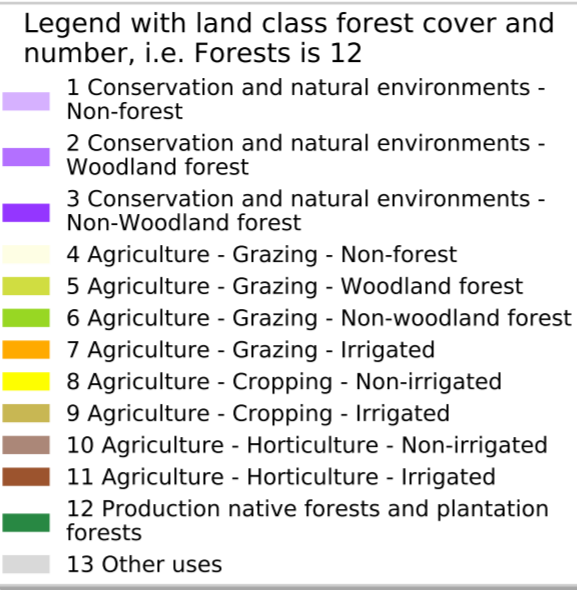 Legend with land class forest cover and
number, i.e. Forests is 12
1 Conservation and natural environments -
Non-forest
2 Conservation and natural environments -
Woodland forest
3 Conservation and natural environments -
Non-Woodland forest
4 Agriculture - Grazing - Non-forest
5 Agriculture - Grazing - Woodland forest
6 Agriculture - Grazing - Non-woodland forest
7 Agriculture - Grazing - Irrigated
8 Agriculture - Cropping - Non-irrigated
9 Agriculture - Cropping - Irrigated
10 Agriculture - Horticulture - Non-irrigated
11 Agriculture - Horticulture - Irrigated
12 Production native forests and plantation
forests
13 Other uses